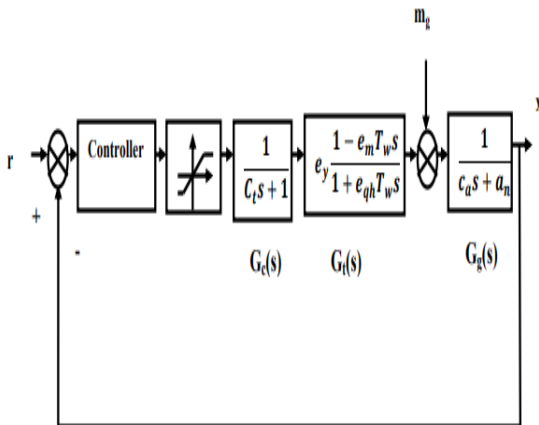 m_g
x
r
+
-
Controller
1
C_t s + 1
e_y
1 − e_m T_w s
1 + e_qh T_w s
1
c_a s + a_n
G_c(s)
G_t(s)
G_g(s)